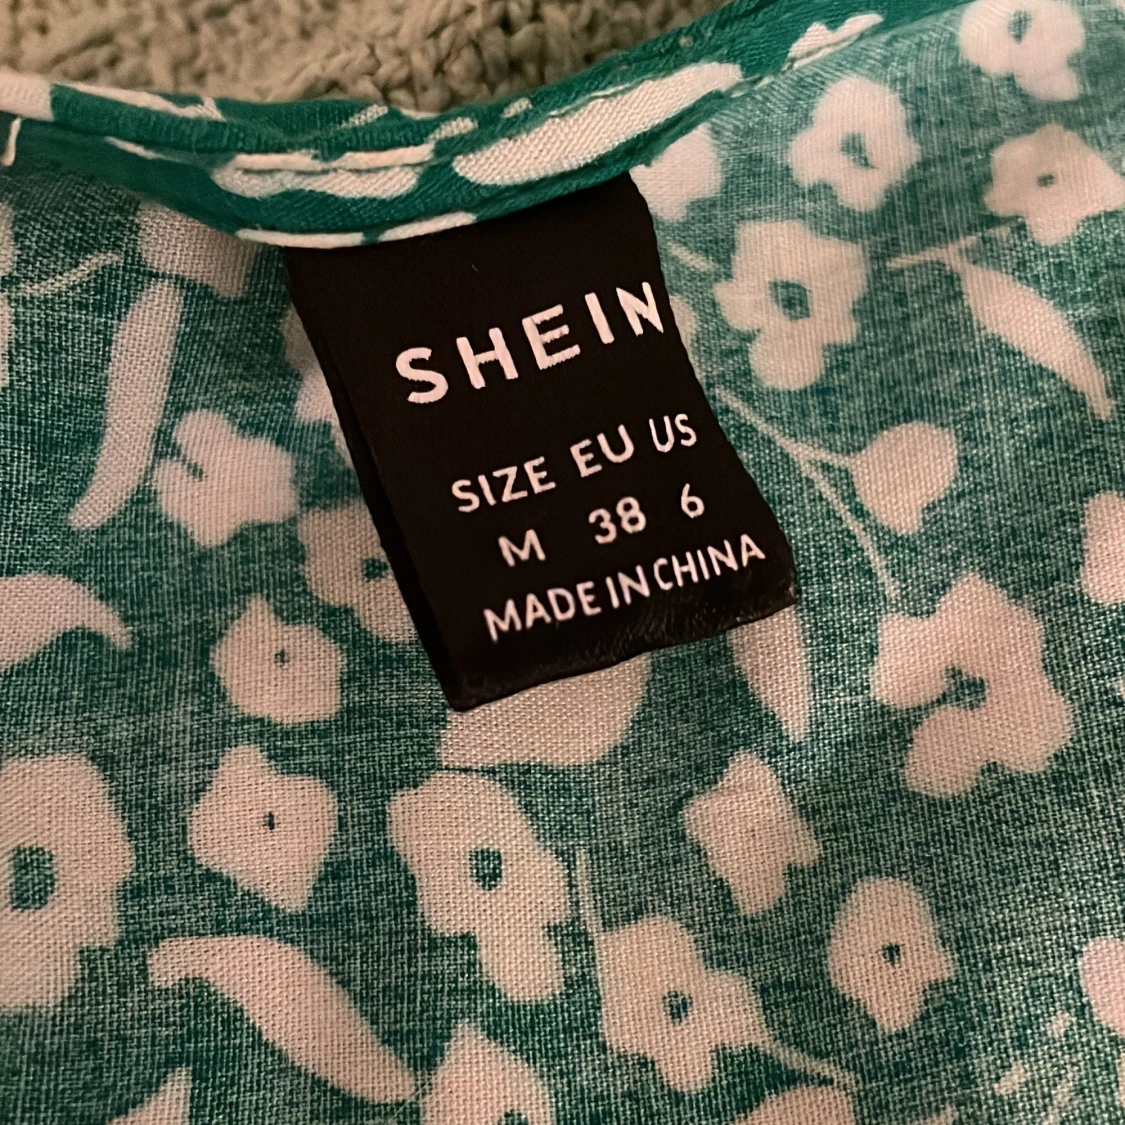 SHEIN
SIZE EU US
M 38 6
MADE IN CHINA